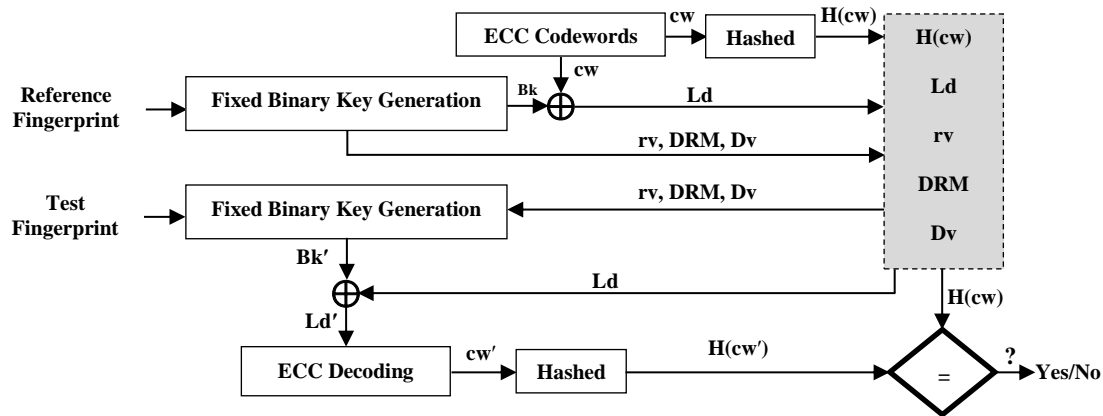 ECC Codewords
cw
Hashed
H(cw)
cw
Reference
Fingerprint
Fixed Binary Key Generation
Bk
Ld
rv, DRM, Dv
H(cw)
Ld
rv
DRM
Dv
Test
Fingerprint
Fixed Binary Key Generation
rv, DRM, Dv
Bk′
Ld
Ld′
H(cw)
ECC Decoding
cw′
Hashed
H(cw′)
=
?
Yes/No